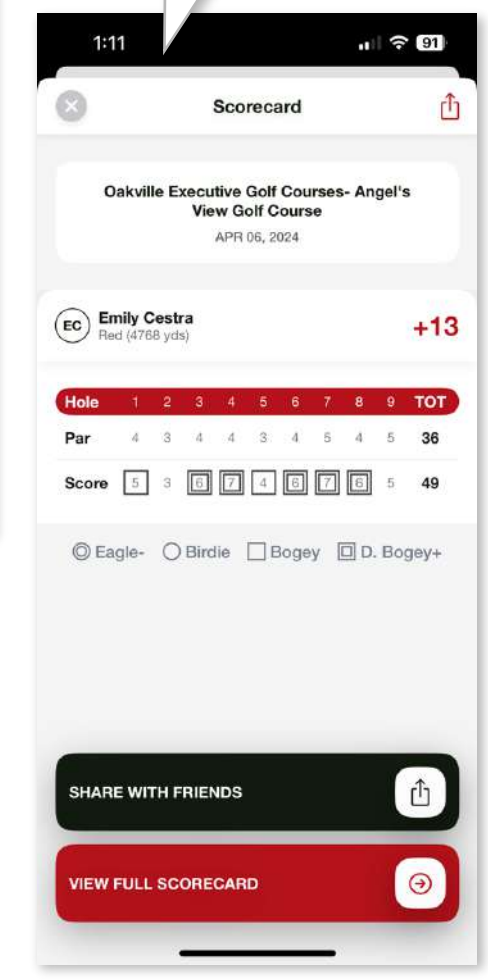 1:11 91
Scorecard
Oakville Executive Golf Courses- Angel's
View Golf Course
APR 06, 2024
EC Emily Cestra +13
Red (4768 yds)
Hole 1 2 3 4 5 6 7 8 9 TOT
Par 4 3 4 4 3 4 5 4 5 36
Score 5 3 6 7 4 6 7 6 5 49
Eagle- Birdie Bogey D. Bogey+
SHARE WITH FRIENDS
VIEW FULL SCORECARD